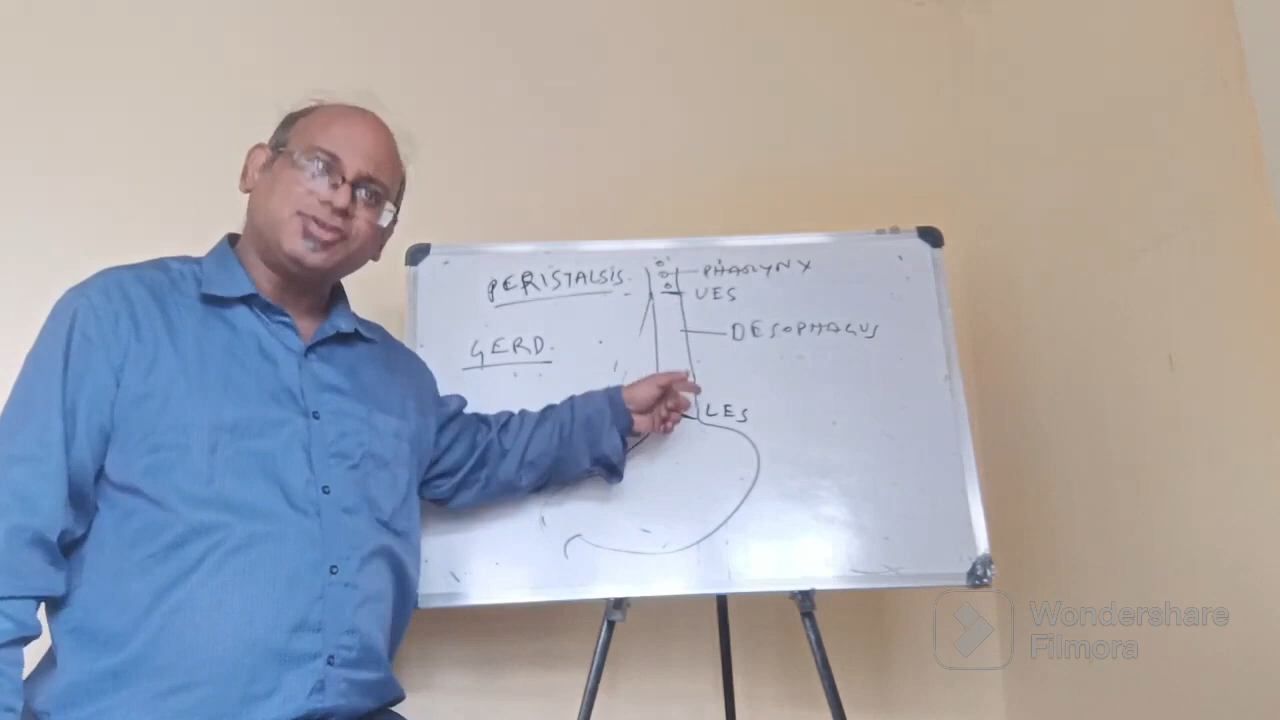 PERISTALSIS.
PHARYNX
UES
OESOPHAGUS
GERD.
LES
Wondershare
Filmora